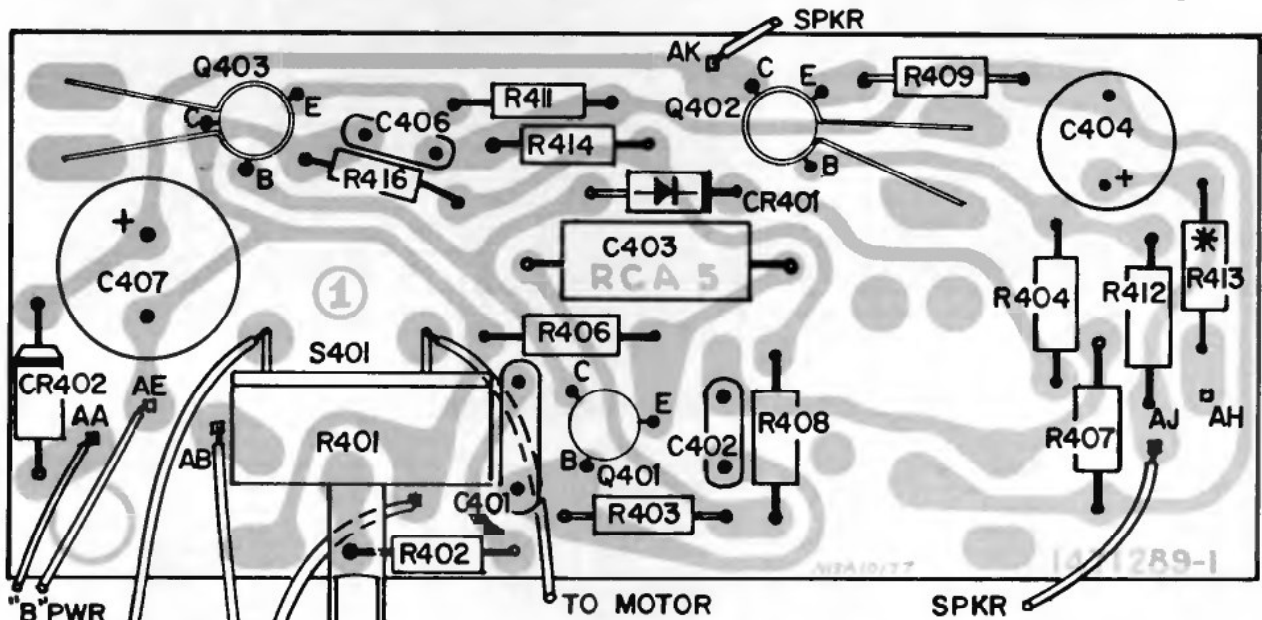 SPKR
AK
Q403
C
E
B
C406
R411
R414
R416
C
E
Q402
B
R409
C404
+
CR401
C403
RCA 5
+
C407
1
R404
R412
* R413
S401
R406
CR402
AE
AA
AB
R401
C
E
B
Q401
C402
R408
R407
AJ
AH
C401
R403
R402
1471289-1
"B" PWR
TO MOTOR
SPKR